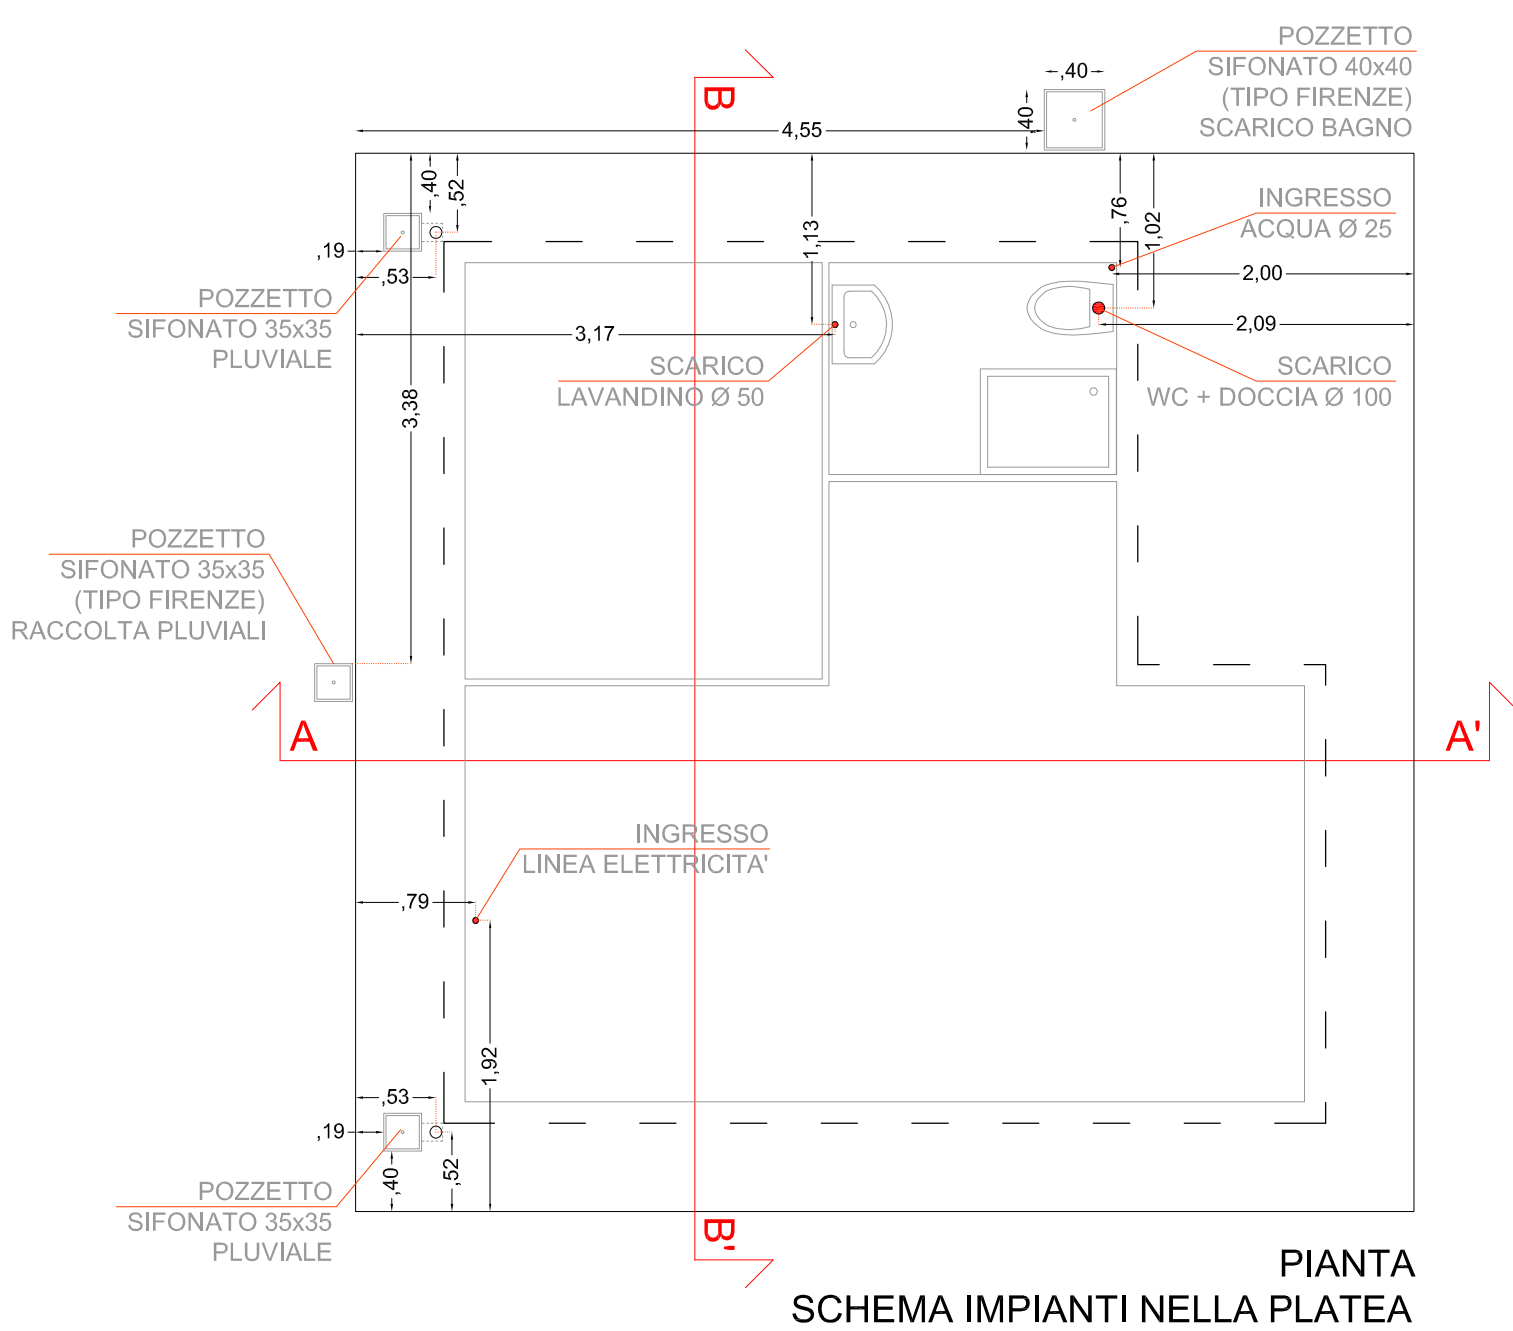 POZZETTO
SIFONATO 40x40
(TIPO FIRENZE)
SCARICO BAGNO
,40
,40
B
4,55
,40
,52
,19
,53
1,13
,76
1,02
INGRESSO
ACQUA Ø 25
2,00
2,09
POZZETTO
SIFONATO 35x35
PLUVIALE
3,17
SCARICO
LAVANDINO Ø 50
SCARICO
WC + DOCCIA Ø 100
3,38
POZZETTO
SIFONATO 35x35
(TIPO FIRENZE)
RACCOLTA PLUVIALI
A
A'
INGRESSO
LINEA ELETTRICITA'
,79
1,92
,53
,19
,40
,52
POZZETTO
SIFONATO 35x35
PLUVIALE
B'
PIANTA
SCHEMA IMPIANTI NELLA PLATEA